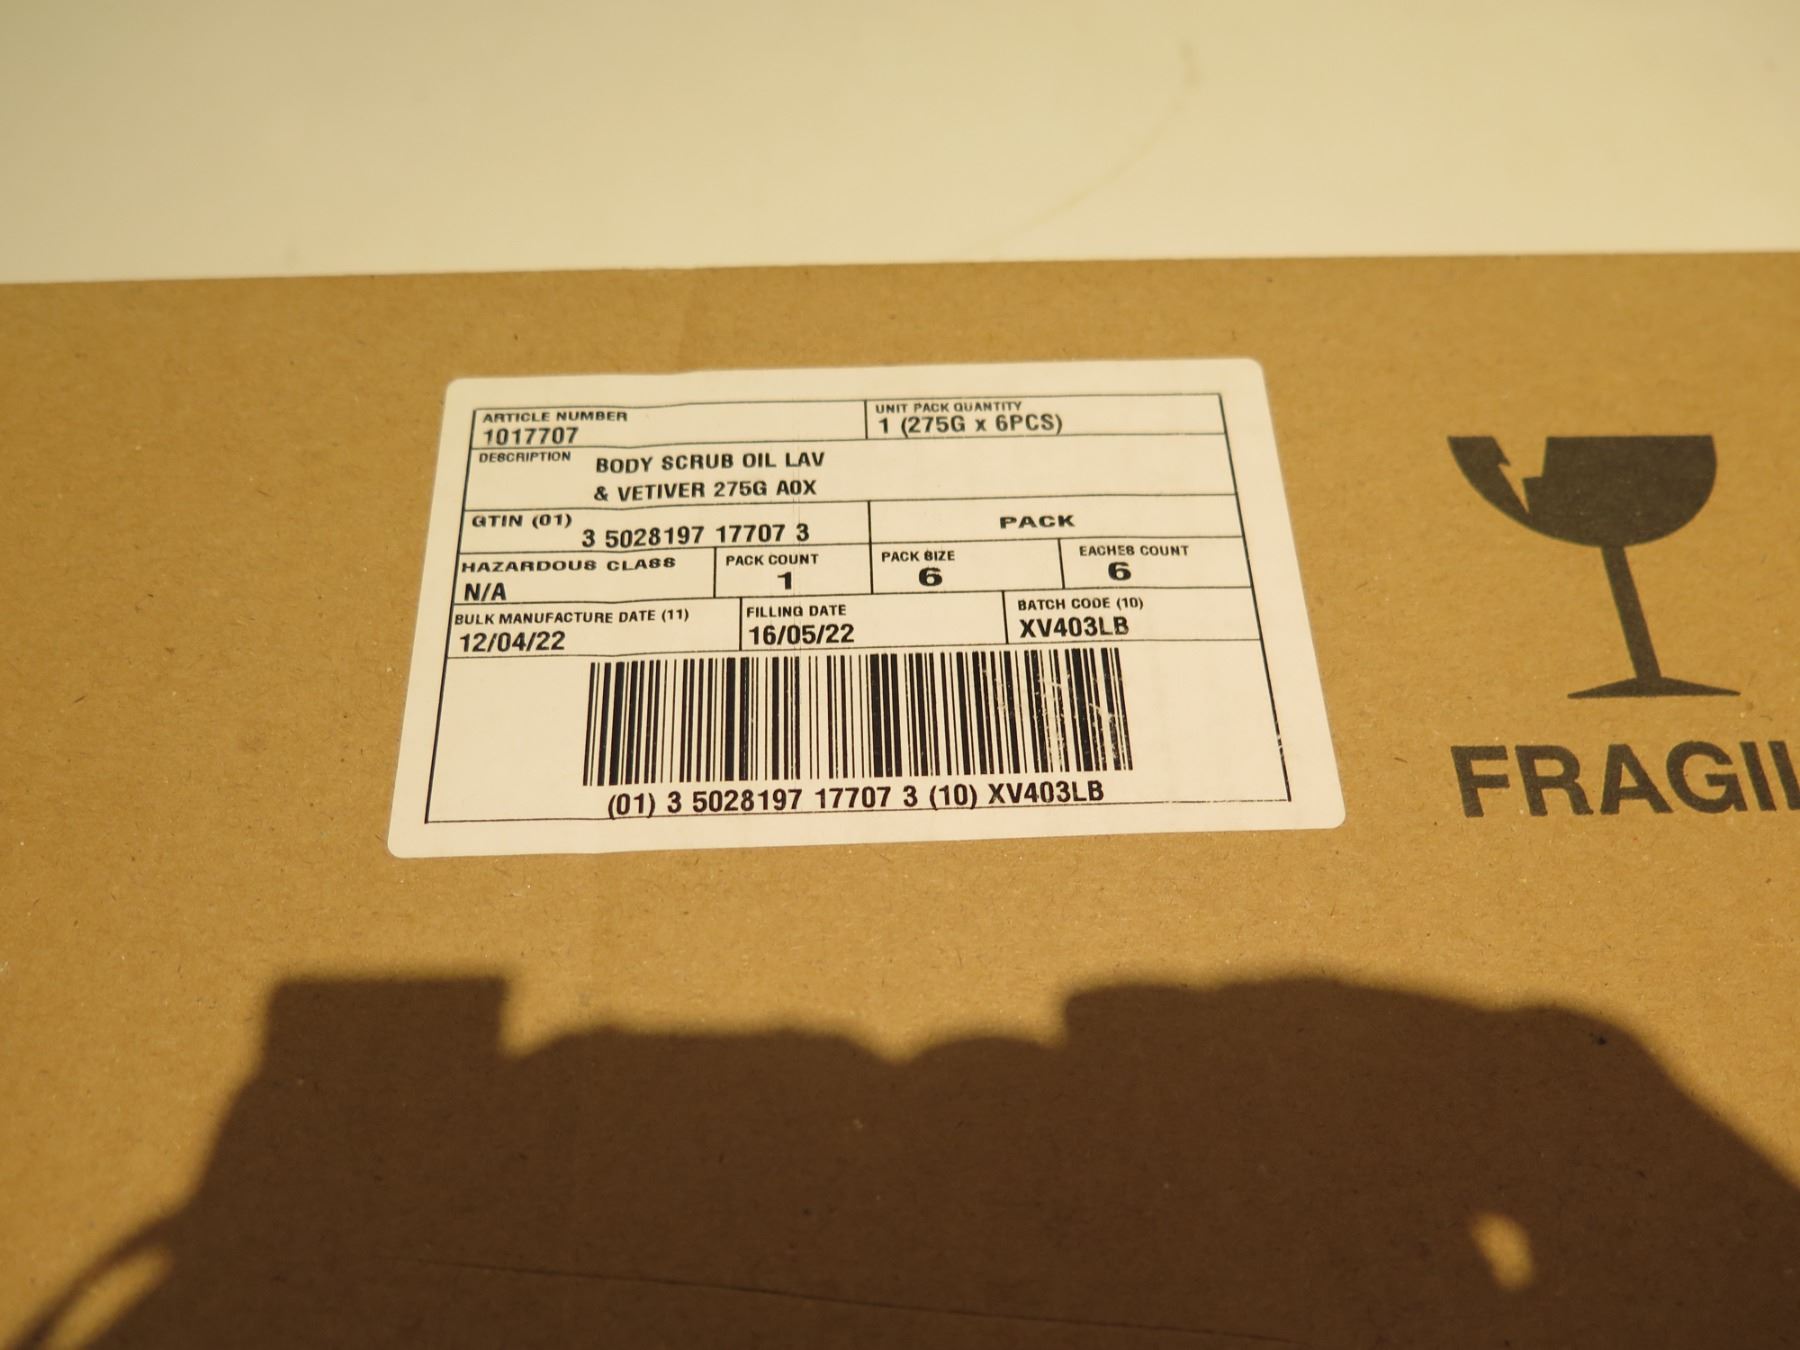 ARTICLE NUMBER
1017707
UNIT PACK QUANTITY
1 (275G x 6PCS)
DESCRIPTION
BODY SCRUB OIL LAV
& VETIVER 275G A0X
GTIN (01)
3 5028197 17707 3
PACK
HAZARDOUS CLASS
N/A
PACK COUNT
1
PACK SIZE
6
EACHES COUNT
6
BULK MANUFACTURE DATE (11)
12/04/22
FILLING DATE
16/05/22
BATCH CODE (10)
XV403LB
(01) 3 5028197 17707 3 (10) XV403LB
FRAGIL